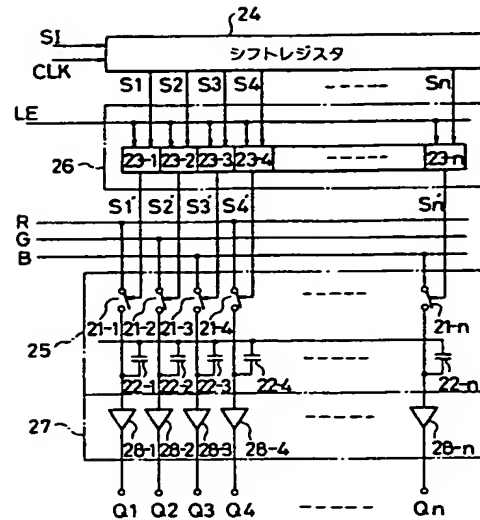 24
SI
シフトレジスタ
CLK
S1 S2 S3 S4 Sn
LE
26
23-1 23-2 23-3 23-4 23-n
S1' S2' S3' S4' Sn'
R
G
B
21-1 21-2 21-3 21-4 21-n
25
22-1 22-2 22-3 22-4 22-n
27
28-1 28-2 28-3 28-4 28-n
Q1 Q2 Q3 Q4 Qn